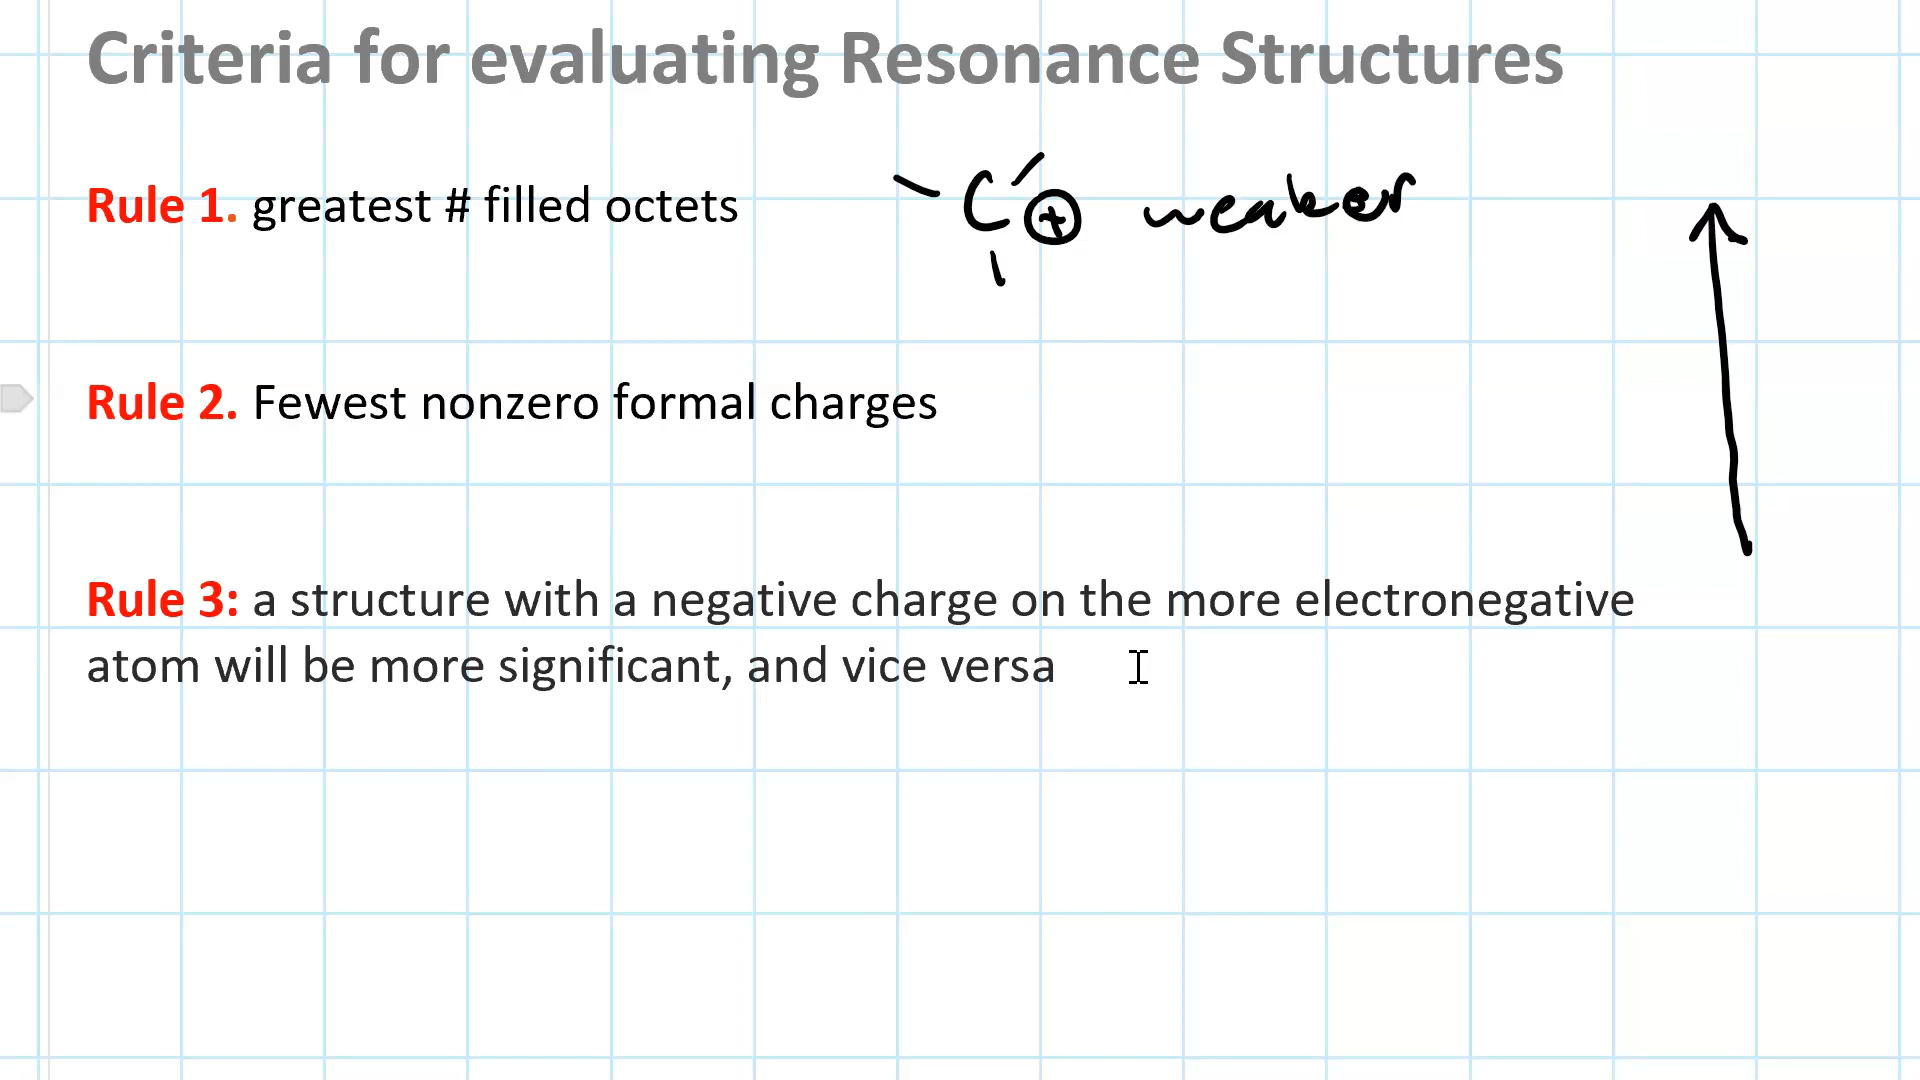 Criteria for evaluating Resonance Structures
Rule 1. greatest # filled octets
C + weaker
Rule 2. Fewest nonzero formal charges
Rule 3: a structure with a negative charge on the more electronegative
atom will be more significant, and vice versa